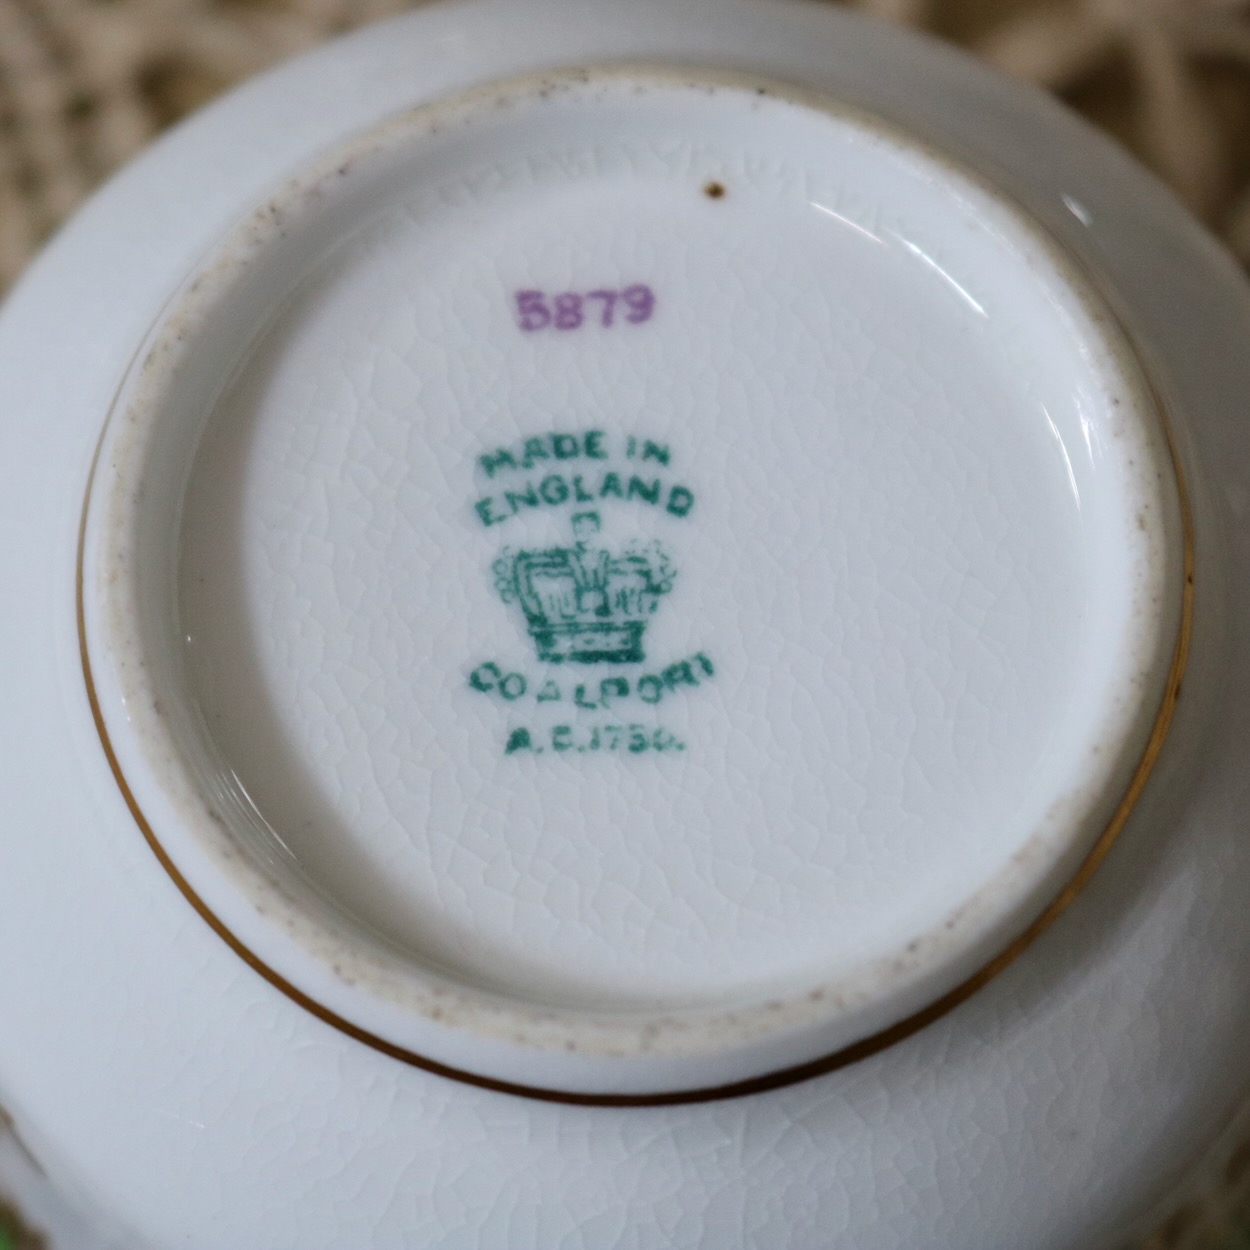 5879
MADE IN
ENGLAND
COALPORT
A.D.1750.